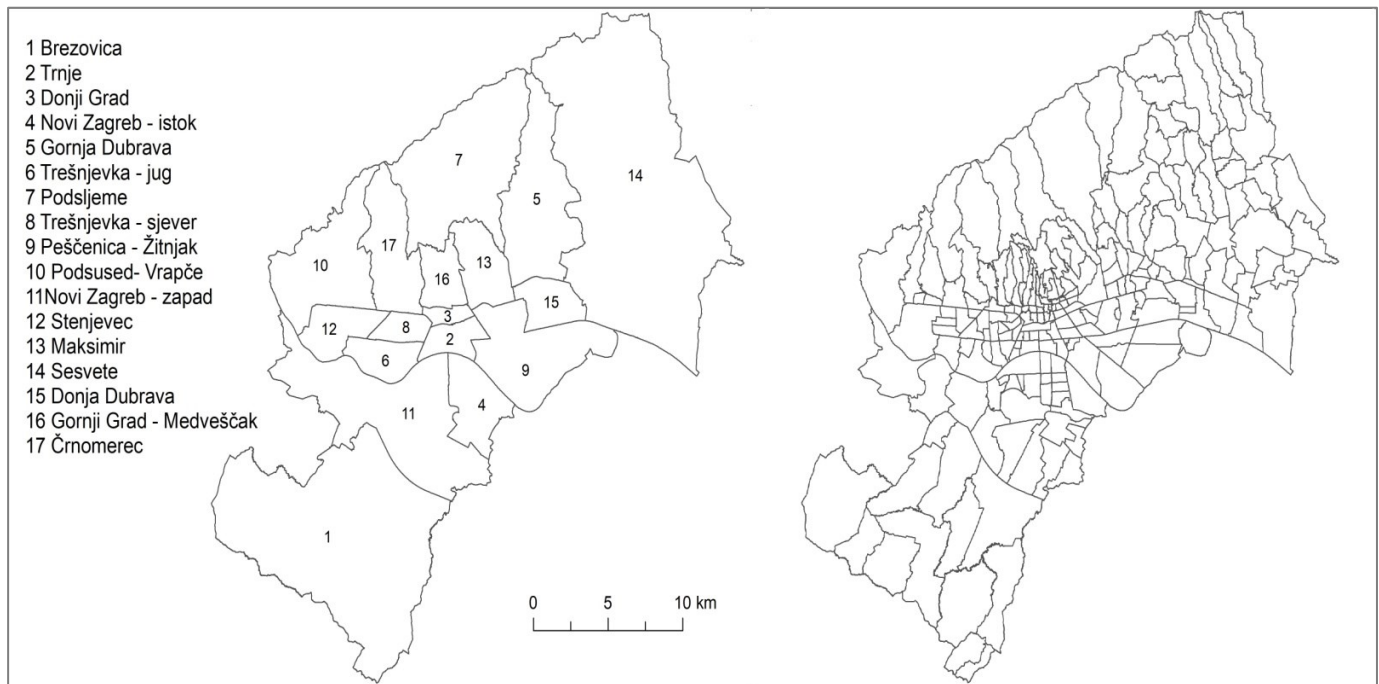 1 Brezovica
2 Trnje
3 Donji Grad
4 Novi Zagreb - istok
5 Gornja Dubrava
6 Trešnjevka - jug
7 Podsljeme
8 Trešnjevka - sjever
9 Peščenica - Žitnjak
10 Podsused- Vrapče
11Novi Zagreb - zapad
12 Stenjevec
13 Maksimir
14 Sesvete
15 Donja Dubrava
16 Gornji Grad - Medveščak
17 Črnomerec
7
14
5
17
13
10
16
15
3
12
8
2
6
9
4
11
1
0 5 10 km